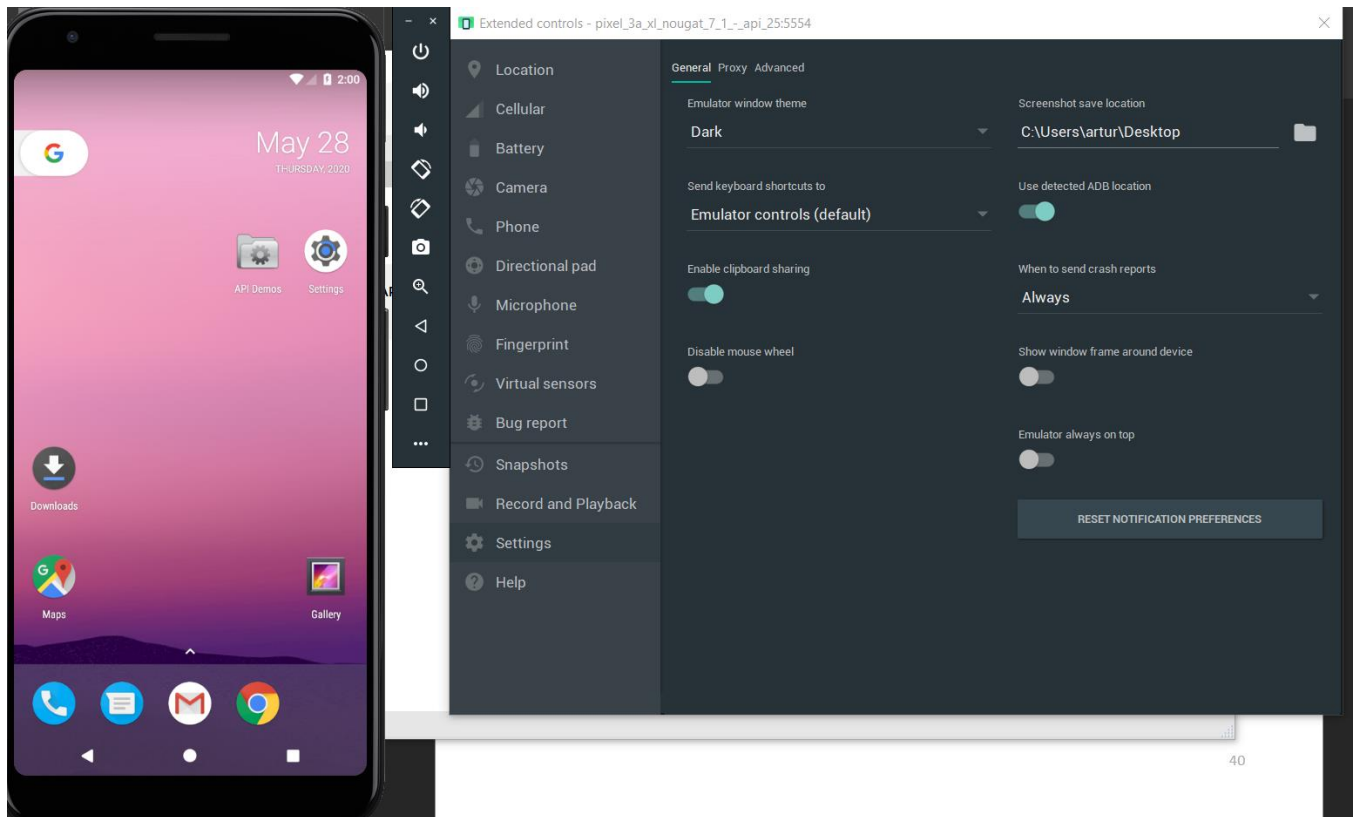 2:00
G
May 28
THURSDAY, 2020
API Demos
Settings
Downloads
G
Maps
Gallery
Extended controls - pixel_3a_xl_nougat_7_1_-_api_25:5554
Location
Cellular
Battery
Camera
Phone
Directional pad
Microphone
Fingerprint
Virtual sensors
Bug report
Snapshots
Record and Playback
Settings
Help
General Proxy Advanced
Emulator window theme
Dark
Send keyboard shortcuts to
Emulator controls (default)
Enable clipboard sharing
Disable mouse wheel
Screenshot save location
C:\Users\artur\Desktop
Use detected ADB location
When to send crash reports
Always
Show window frame around device
Emulator always on top
RESET NOTIFICATION PREFERENCES
40